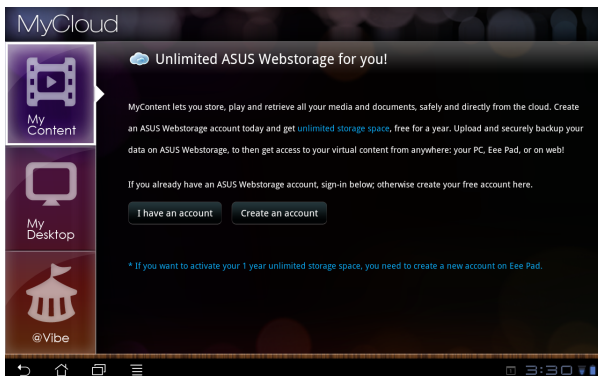 MyCloud
Unlimited ASUS Webstorage for you!
My
Content
MyContent lets you store, play and retrieve all your media and documents, safely and directly from the cloud. Create
an ASUS Webstorage account today and get unlimited storage space, free for a year. Upload and securely backup your
data on ASUS Webstorage, to then get access to your virtual content from anywhere: your PC, Eee Pad, or on web!
If you already have an ASUS Webstorage account, sign-in below; otherwise create your free account here.
I have an account Create an account
My
Desktop
* If you want to activate your 1 year unlimited storage space, you need to create a new account on Eee Pad.
@Vibe
3:30